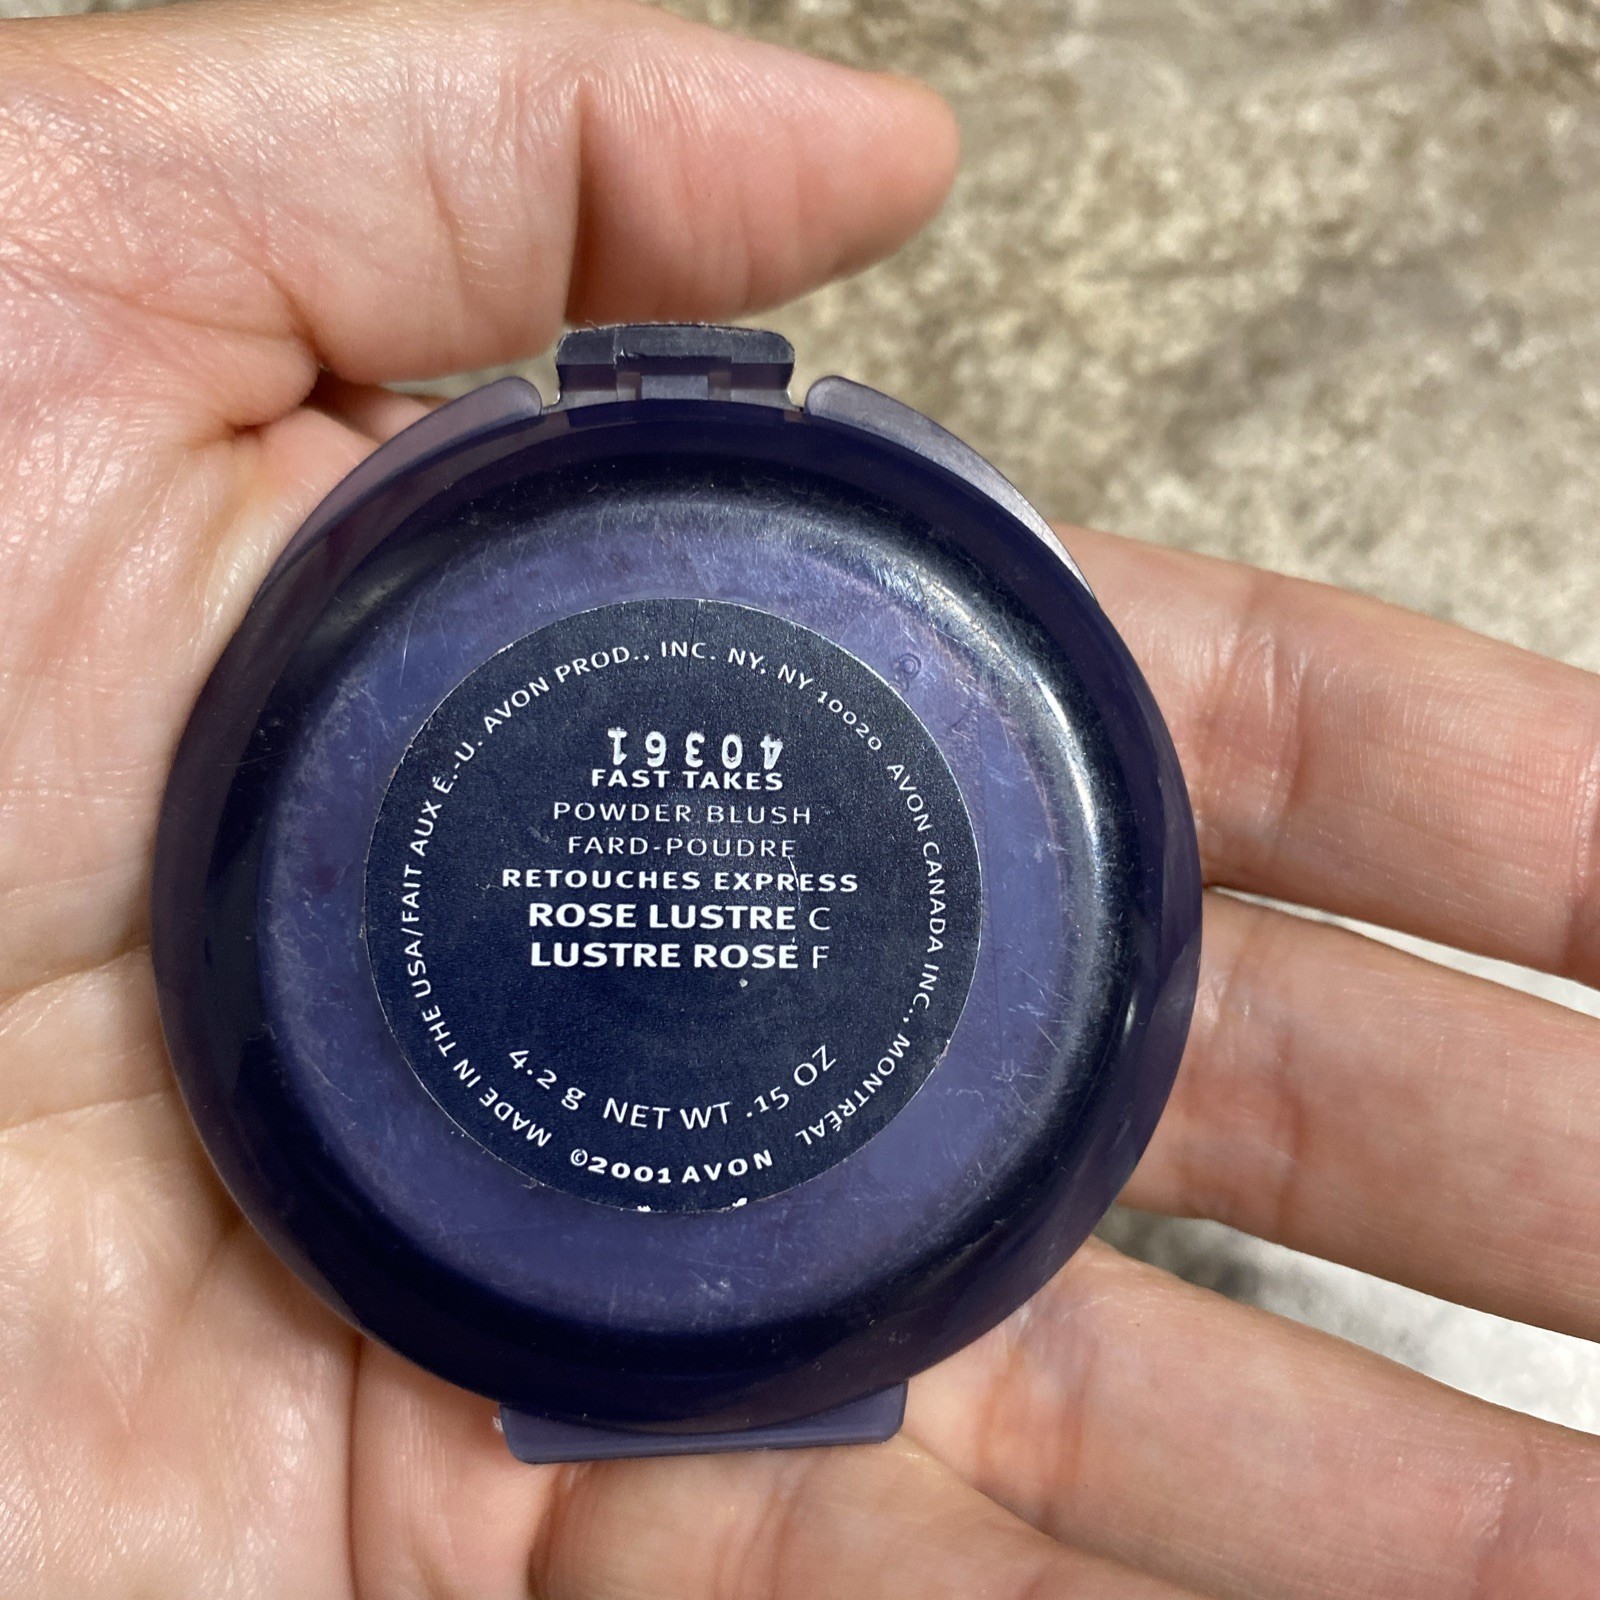 MADE IN THE USA/FAIT AUX É.-U. AVON PROD., INC. NY, NY 10020 AVON CANADA INC., MONTRÉAL
40361
FAST TAKES
POWDER BLUSH
FARD-POUDRE
RETOUCHES EXPRESS
ROSE LUSTRE C
LUSTRE ROSE F
4.2 g NET WT .15 OZ
©2001 AVON